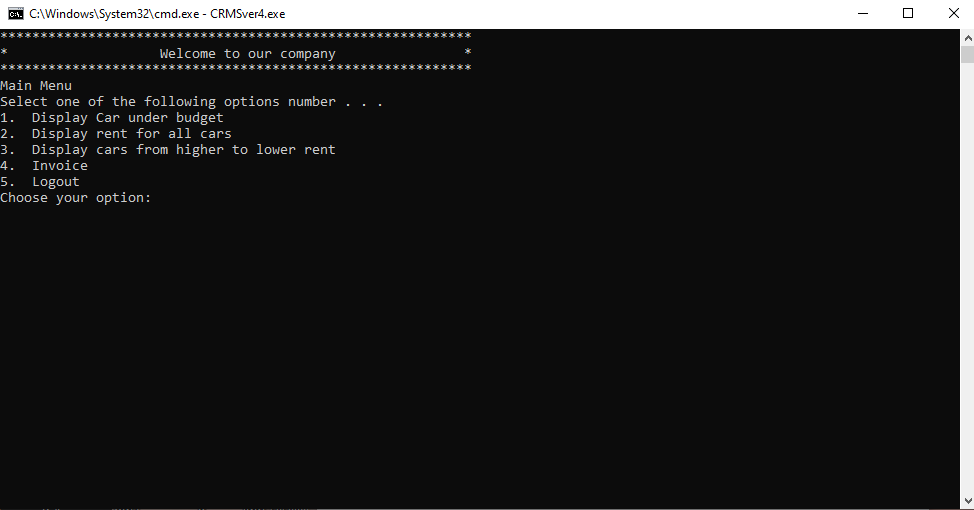 C:\Windows\System32\cmd.exe - CRMSver4.exe
***********************************************************
*                   Welcome to our company                *
***********************************************************
Main Menu
Select one of the following options number . . .
1.  Display Car under budget
2.  Display rent for all cars
3.  Display cars from higher to lower rent
4.  Invoice
5.  Logout
Choose your option: